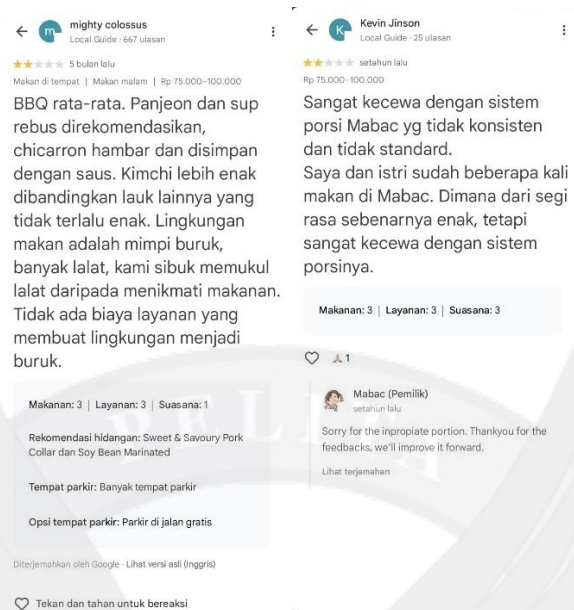 mighty colossus
Local Guide · 667 ulasan
5 bulan lalu
Makan di tempat | Makan malam | Rp 75.000–100.000
BBQ rata-rata. Panjeon dan sup
rebus direkomendasikan,
chicarron hambar dan disimpan
dengan saus. Kimchi lebih enak
dibandingkan lauk lainnya yang
tidak terlalu enak. Lingkungan
makan adalah mimpi buruk,
banyak lalat, kami sibuk memukul
lalat daripada menikmati makanan.
Tidak ada biaya layanan yang
membuat lingkungan menjadi
buruk.
Makanan: 3 | Layanan: 3 | Suasana: 1
Rekomendasi hidangan: Sweet & Savoury Pork
Collar dan Soy Bean Marinated
Tempat parkir: Banyak tempat parkir
Opsi tempat parkir: Parkir di jalan gratis
Diterjemahkan oleh Google · Lihat versi asli (Inggris)
Tekan dan tahan untuk bereaksi
Kevin Jinson
Local Guide · 25 ulasan
setahun lalu
Rp 75.000–100.000
Sangat kecewa dengan sistem
porsi Mabac yg tidak konsisten
dan tidak standard.
Saya dan istri sudah beberapa kali
makan di Mabac. Dimana dari segi
rasa sebenarnya enak, tetapi
sangat kecewa dengan sistem
porsinya.
Makanan: 3 | Layanan: 3 | Suasana: 3
1
Mabac (Pemilik)
setahun lalu
Sorry for the inpropiate portion. Thankyou for the
feedbacks, we'll improve it forward.
Lihat terjemahan